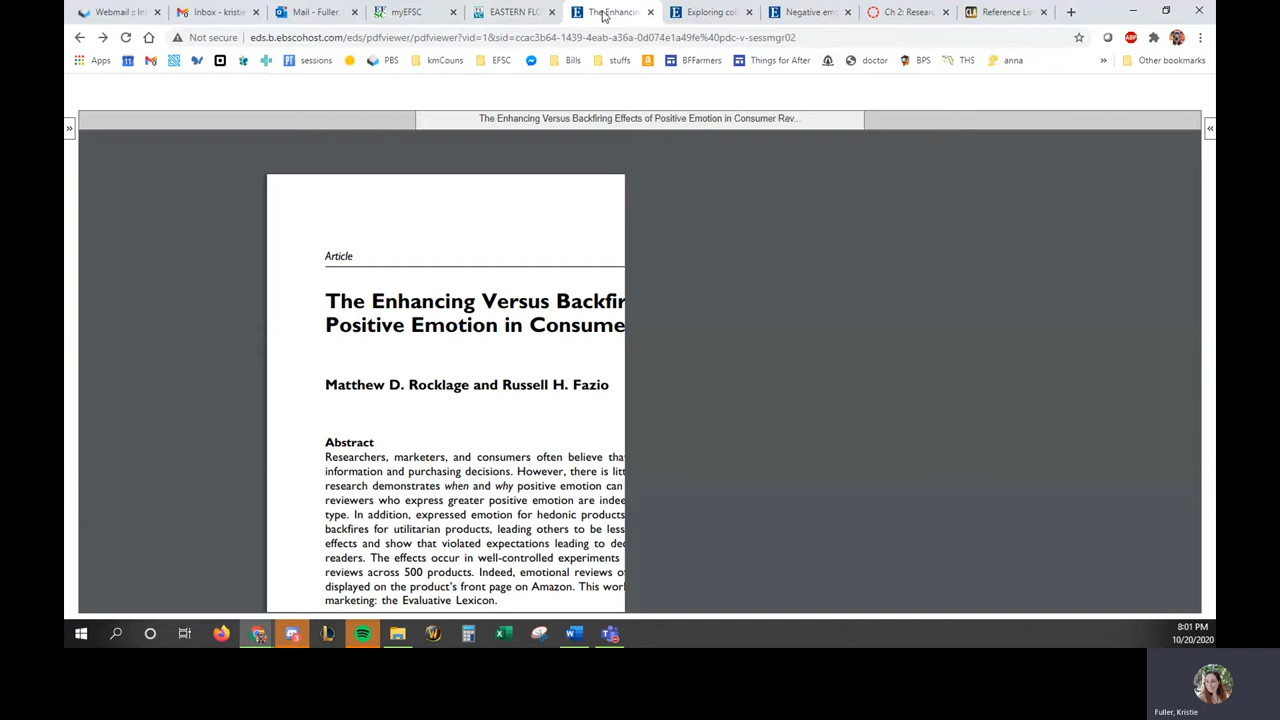 Webmail :: In
Inbox - kristie
Mail - Fuller,
myEFSC
EASTERN FLO
The Enhancin
Exploring col
Negative emo
Ch 2: Resear
Reference Lis
Not secure eds.b.ebscohost.com/eds/pdfviewer/pdfviewer?vid=1&sid=ccac3b64-1439-4eab-a36a-0d074e1a49fe%40pdc-v-sessmgr02
Apps sessions PBS kmCouns EFSC Bills stuffs BFFarmers Things for After doctor BPS THS anna » Other bookmarks
The Enhancing Versus Backfiring Effects of Positive Emotion in Consumer Rev...
Article
The Enhancing Versus Backfir
Positive Emotion in Consume
Matthew D. Rocklage and Russell H. Fazio
Abstract
Researchers, marketers, and consumers often believe tha
information and purchasing decisions. However, there is litt
research demonstrates when and why positive emotion can
reviewers who express greater positive emotion are indee
type. In addition, expressed emotion for hedonic products
backfires for utilitarian products, leading others to be less
effects and show that violated expectations leading to dec
readers. The effects occur in well-controlled experiments
reviews across 500 products. Indeed, emotional reviews o
displayed on the product's front page on Amazon. This worl
marketing: the Evaluative Lexicon.
8:01 PM
10/20/2020
Fuller, Kristie